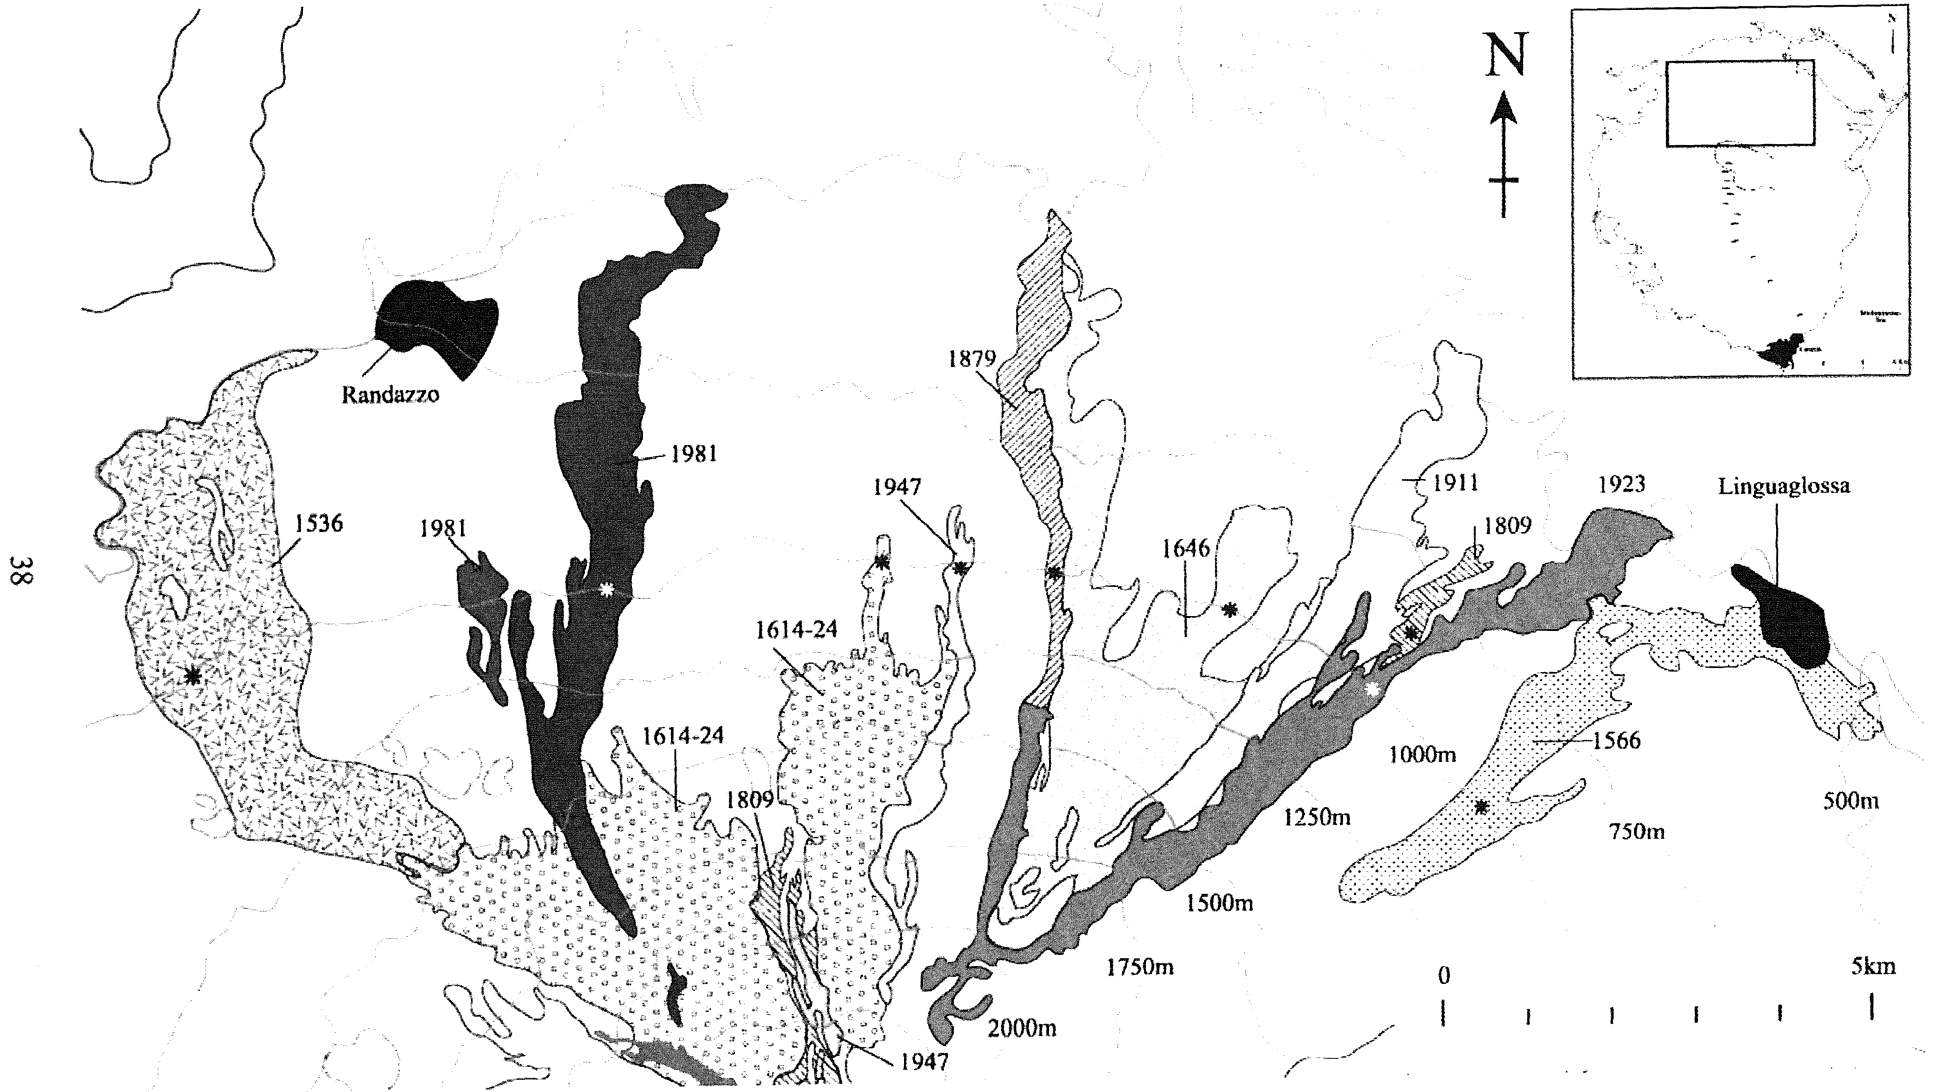 N
N
Randazzo
1879
1981
1947
1911
1923
Linguaglossa
1536
1981
1646
1809
38
1614-24
1614-24
1809
1000m
1566
1250m
500m
750m
1500m
1750m
0
5km
2000m
1947